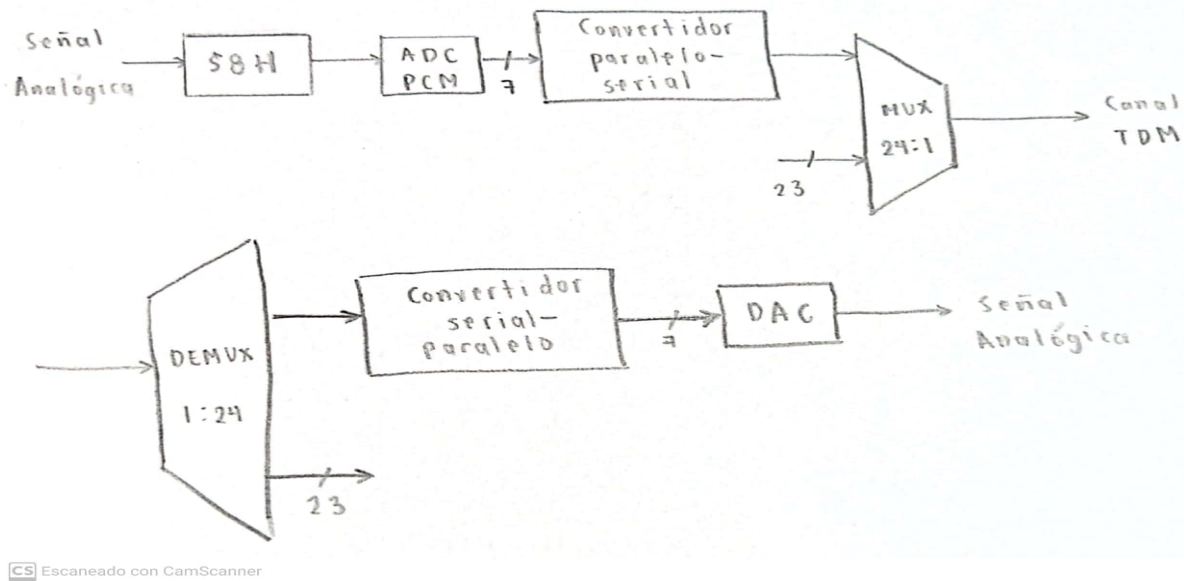 Señal
Analógica
S8H
ADC
PCM
7
Convertidor
paralelo-
serial
MUX
24:1
23
Canal
TDM
DEMUX
1:24
23
Convertidor
serial-
paralelo
7
DAC
Señal
Analógica
CS Escaneado con CamScanner